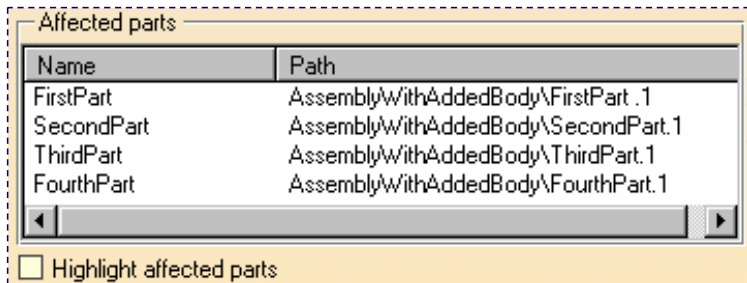 Affected parts
Name Path
FirstPart AssemblyWithAddedBody\FirstPart .1
SecondPart AssemblyWithAddedBody\SecondPart.1
ThirdPart AssemblyWithAddedBody\ThirdPart.1
FourthPart AssemblyWithAddedBody\FourthPart.1
Highlight affected parts